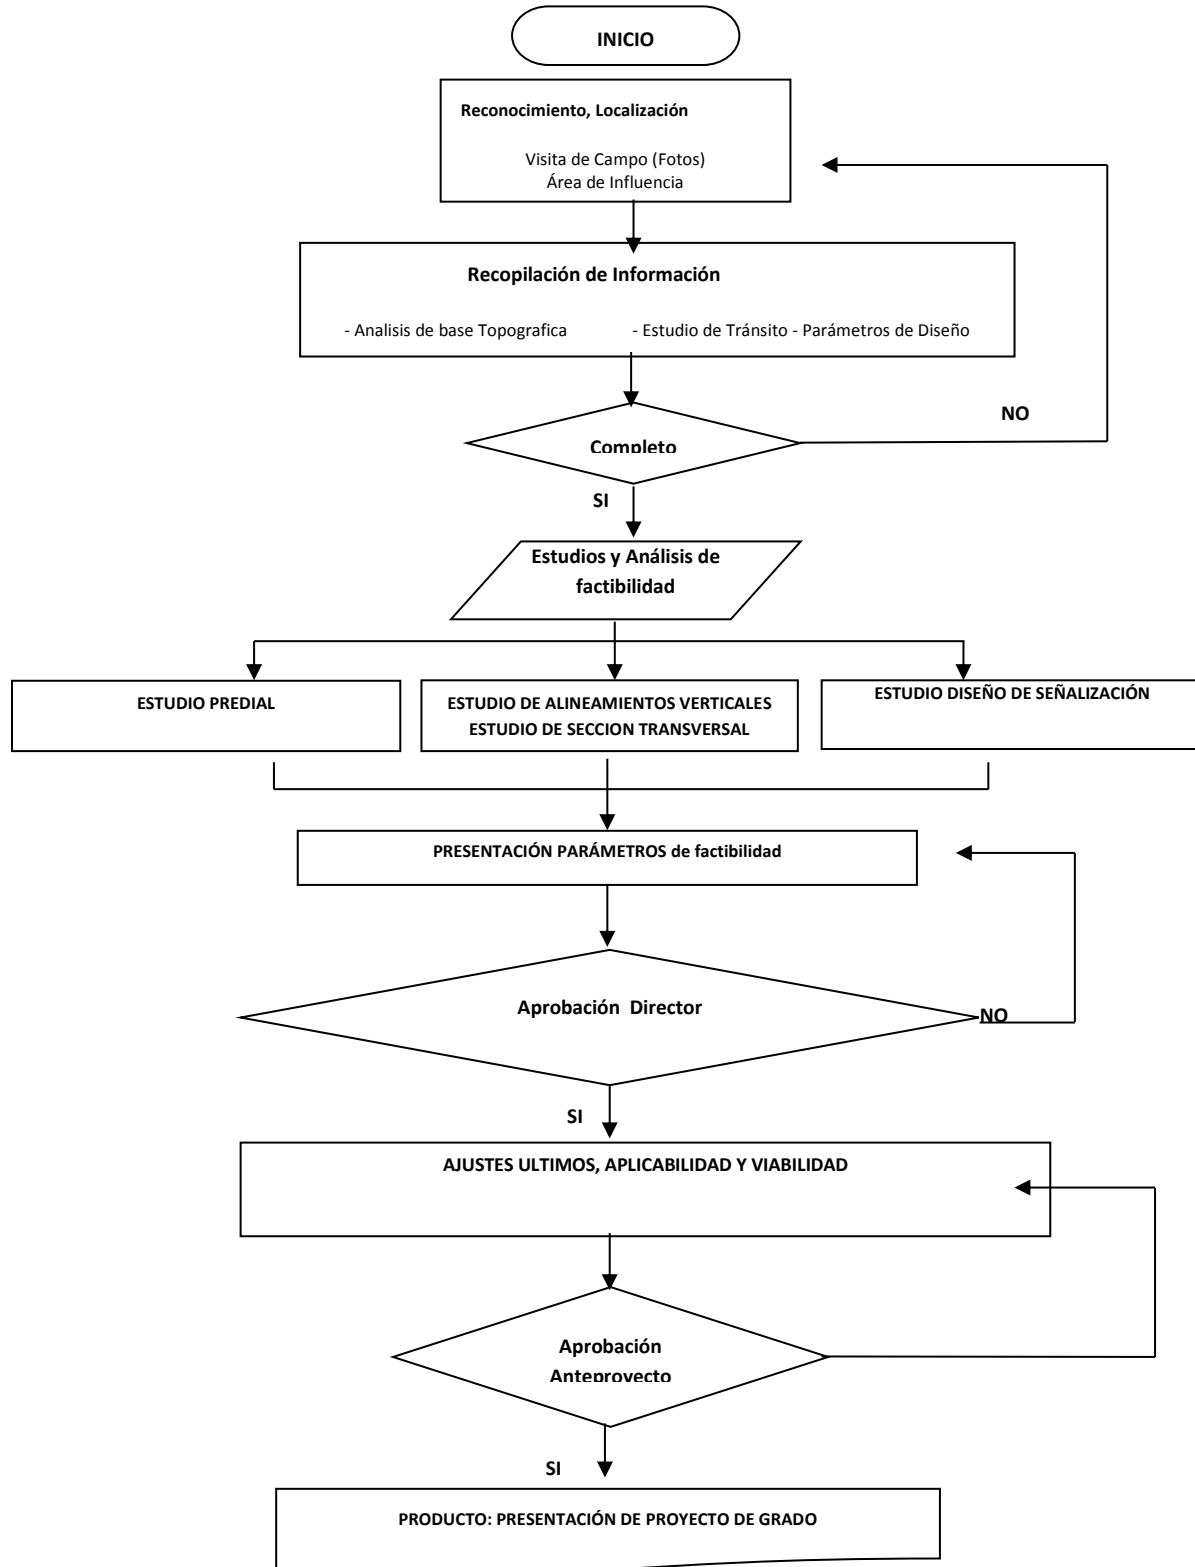 INICIO
Reconocimiento, Localización
Visita de Campo (Fotos)
Área de Influencia
Recopilación de Información
- Analisis de base Topografica - Estudio de Tránsito - Parámetros de Diseño
NO
Completo
SI
Estudios y Análisis de
factibilidad
ESTUDIO PREDIAL
ESTUDIO DE ALINEAMIENTOS VERTICALES
ESTUDIO DE SECCION TRANSVERSAL
ESTUDIO DISEÑO DE SEÑALIZACIÓN
PRESENTACIÓN PARÁMETROS de factibilidad
Aprobación Director
NO
SI
AJUSTES ULTIMOS, APLICABILIDAD Y VIABILIDAD
Aprobación
Anteproyecto
SI
PRODUCTO: PRESENTACIÓN DE PROYECTO DE GRADO